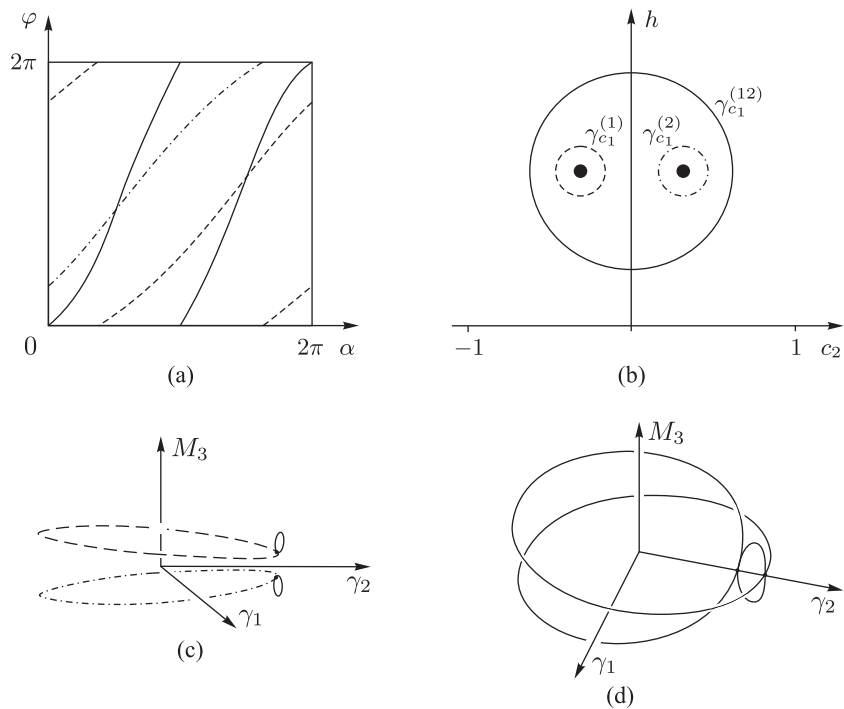 φ
2π
0
2π α
(a)
h
γ_{c_1}^{(12)}
γ_{c_1}^{(1)} γ_{c_1}^{(2)}
−1
1 c_2
(b)
M_3
γ_2
γ_1
(c)
M_3
γ_2
γ_1
(d)